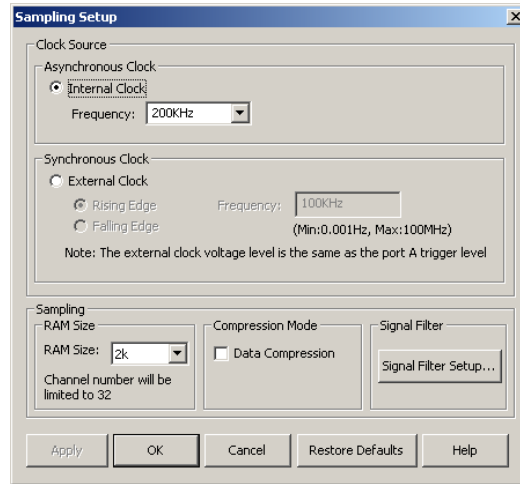 Sampling Setup
Clock Source
Asynchronous Clock
Internal Clock
Frequency: 200KHz
Synchronous Clock
External Clock
Rising Edge Frequency: 100KHz
Falling Edge (Min:0.001Hz, Max:100MHz)
Note: The external clock voltage level is the same as the port A trigger level
Sampling
RAM Size
RAM Size: 2k
Channel number will be
limited to 32
Compression Mode
Data Compression
Signal Filter
Signal Filter Setup...
Apply OK Cancel Restore Defaults Help